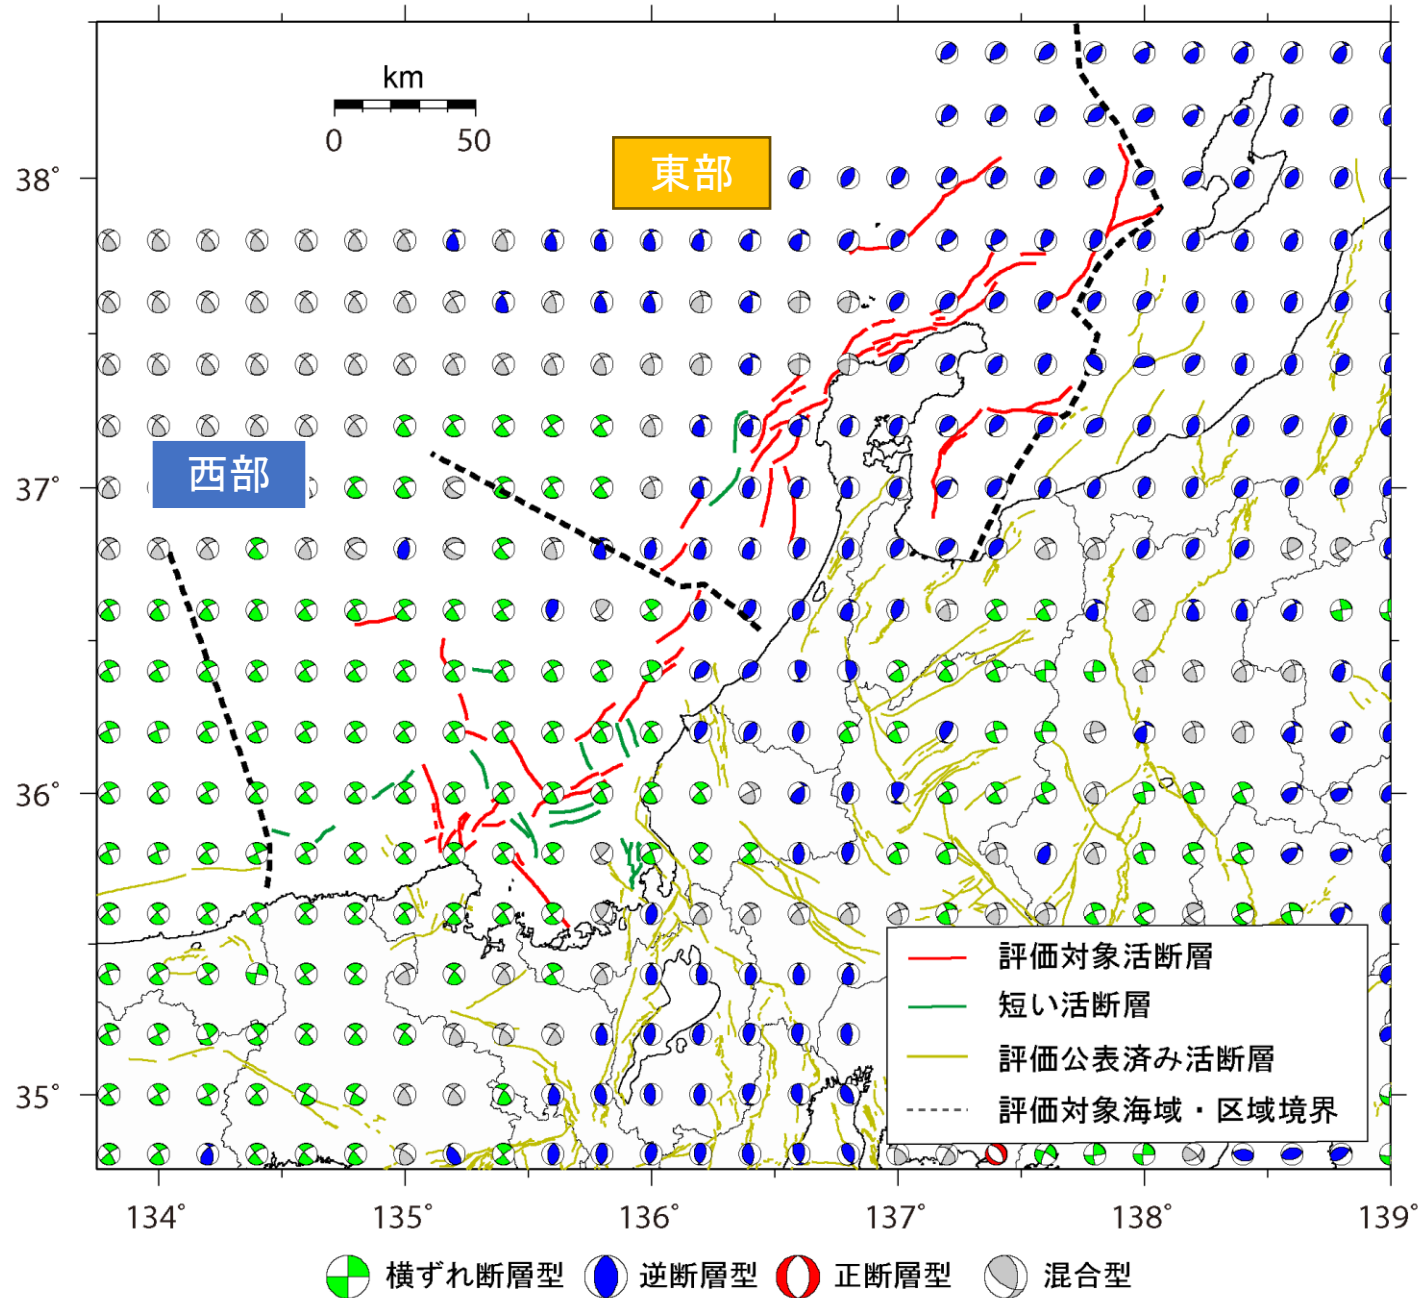 km
0 50
東部
38°
西部
37°
36°
35°
評価対象活断層
短い活断層
評価公表済み活断層
評価対象海域・区域境界
134° 135° 136° 137° 138° 139°
横ずれ断層型 逆断層型 正断層型 混合型